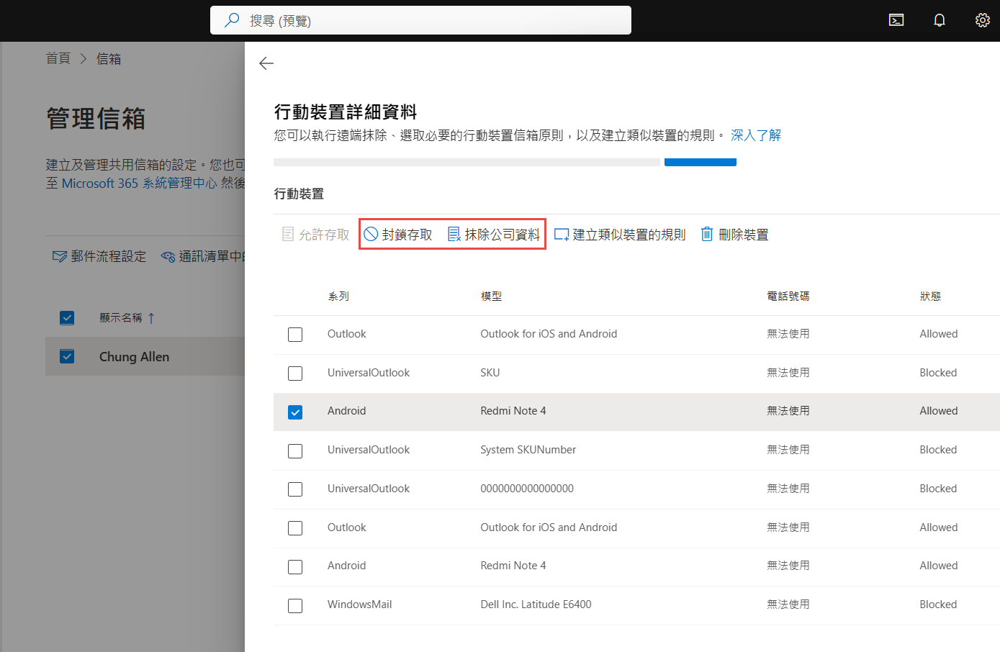 搜尋 (預覽)
首頁 > 信箱
管理信箱
建立及管理共用信箱的設定。您也可
至 Microsoft 365 系統管理中心 然後
郵件流程設定 通訊清單中的
顯示名稱 ↑
Chung Allen
行動裝置詳細資料
您可以執行遠端抹除、選取必要的行動裝置信箱原則，以及建立類似裝置的規則。 深入了解
行動裝置
允許存取 封鎖存取 抹除公司資料 建立類似裝置的規則 刪除裝置
系列 模型 電話號碼 狀態
Outlook Outlook for iOS and Android 無法使用 Allowed
UniversalOutlook SKU 無法使用 Blocked
Android Redmi Note 4 無法使用 Allowed
UniversalOutlook System SKUNumber 無法使用 Blocked
UniversalOutlook 0000000000000000 無法使用 Blocked
Outlook Outlook for iOS and Android 無法使用 Allowed
Android Redmi Note 4 無法使用 Allowed
WindowsMail Dell Inc. Latitude E6400 無法使用 Blocked